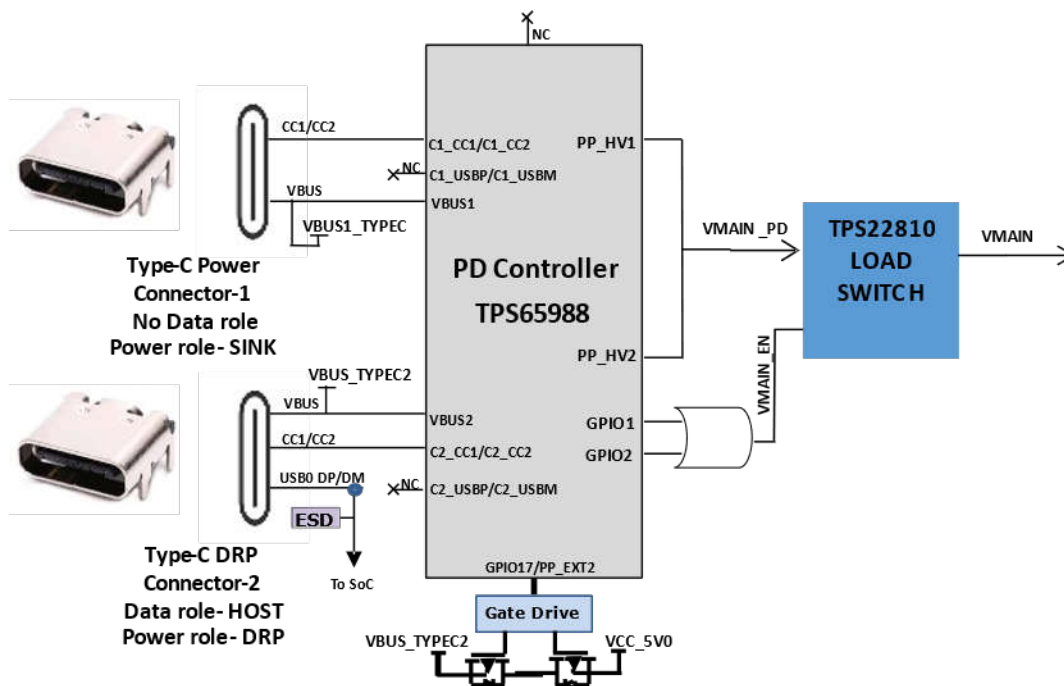 NC
CC1/CC2
C1_CC1/C1_CC2
PP_HV1
NC
C1_USBP/C1_USBM
VBUS
VBUS1
VBUS1_TYPEC
Type-C Power
Connector-1
No Data role
Power role- SINK
PD Controller
TPS65988
VMAIN _PD
TPS22810
LOAD
SWITCH
VMAIN
PP_HV2
VMAIN_EN
VBUS_TYPEC2
VBUS
VBUS2
CC1/CC2
C2_CC1/C2_CC2
GPIO1
GPIO2
USB0 DP/DM
NC
C2_USBP/C2_USBM
ESD
To SoC
Type-C DRP
Connector-2
Data role- HOST
Power role- DRP
GPIO17/PP_EXT2
Gate Drive
VBUS_TYPEC2
VCC_5V0